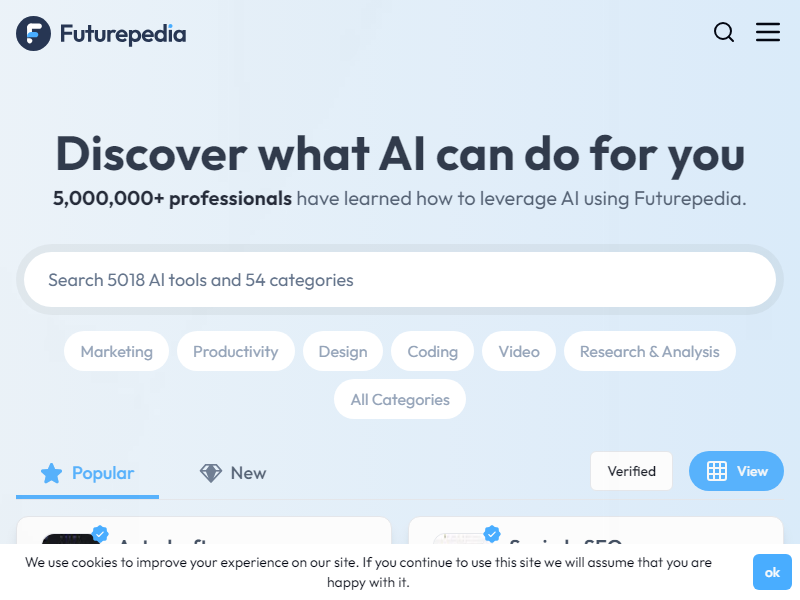 Futurepedia
Discover what AI can do for you
5,000,000+ professionals have learned how to leverage AI using Futurepedia.
Search 5018 AI tools and 54 categories
Marketing
Productivity
Design
Coding
Video
Research & Analysis
All Categories
Popular
New
Verified
View
We use cookies to improve your experience on our site. If you continue to use this site we will assume that you are
happy with it.
ok